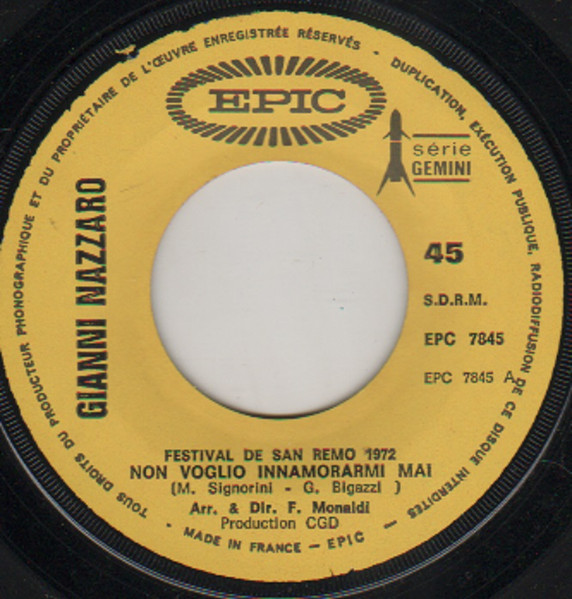 TOUS DROITS DU PRODUCTEUR PHONOGRAPHIQUE ET DU PROPRIÉTAIRE DE L'ŒUVRE ENREGISTRÉE RÉSERVÉS - DUPLICATION, EXÉCUTION PUBLIQUE, RADIODIFFUSION DE CE DISQUE INTERDITES -
EPIC
série
GEMINI
GIANNI NAZZARO
45
S.D.R.M.
EPC 7845
EPC 7845 A
FESTIVAL DE SAN REMO 1972
NON VOGLIO INNAMORARMI MAI
(M. Signorini - G. Bigazzi )
Arr. & Dir. F. Monaldi
Production CGD
- MADE IN FRANCE - EPIC -